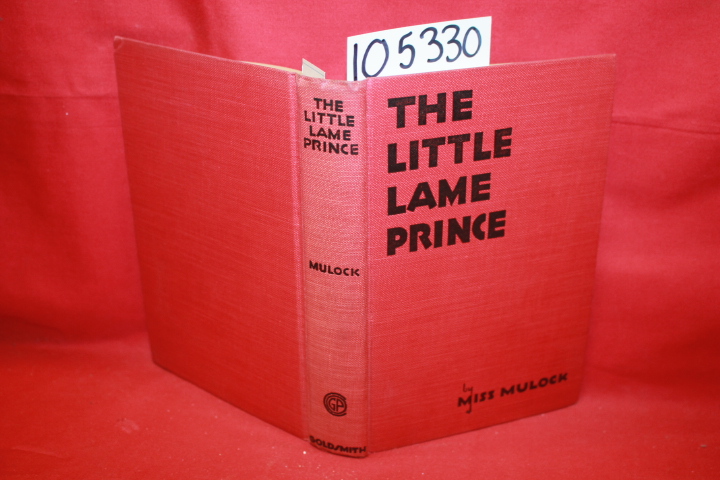 105330
THE
LITTLE
LAME
PRINCE
MULOCK
GP
GOLDSMITH
THE
LITTLE
LAME
PRINCE
by
MISS MULOCK